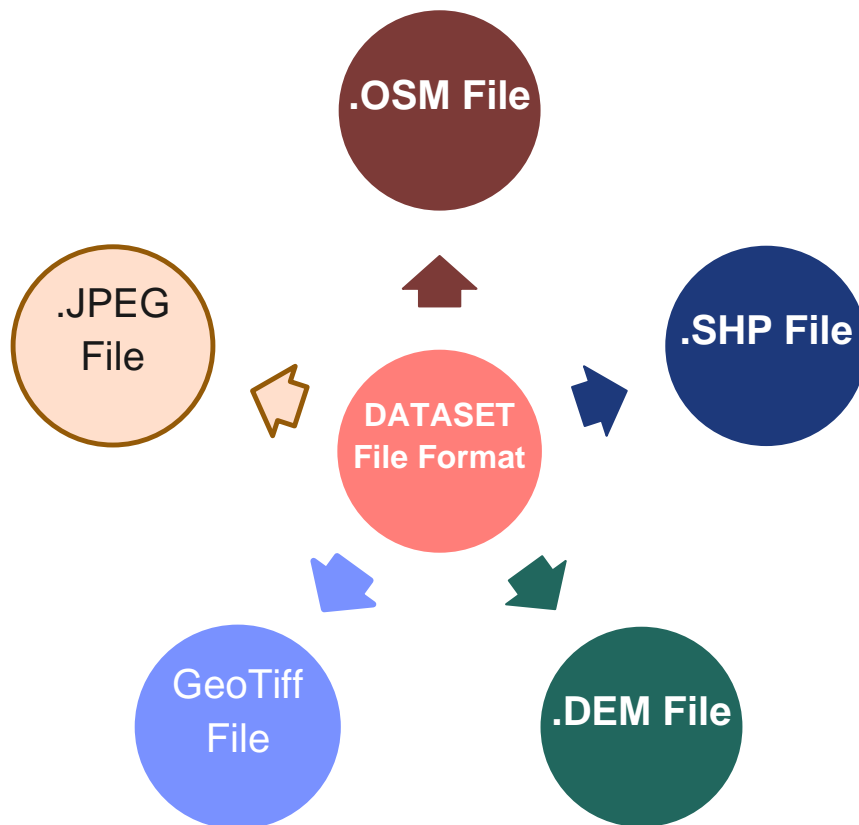 .OSM File
.JPEG
File
.SHP File
DATASET
File Format
GeoTiff
File
.DEM File